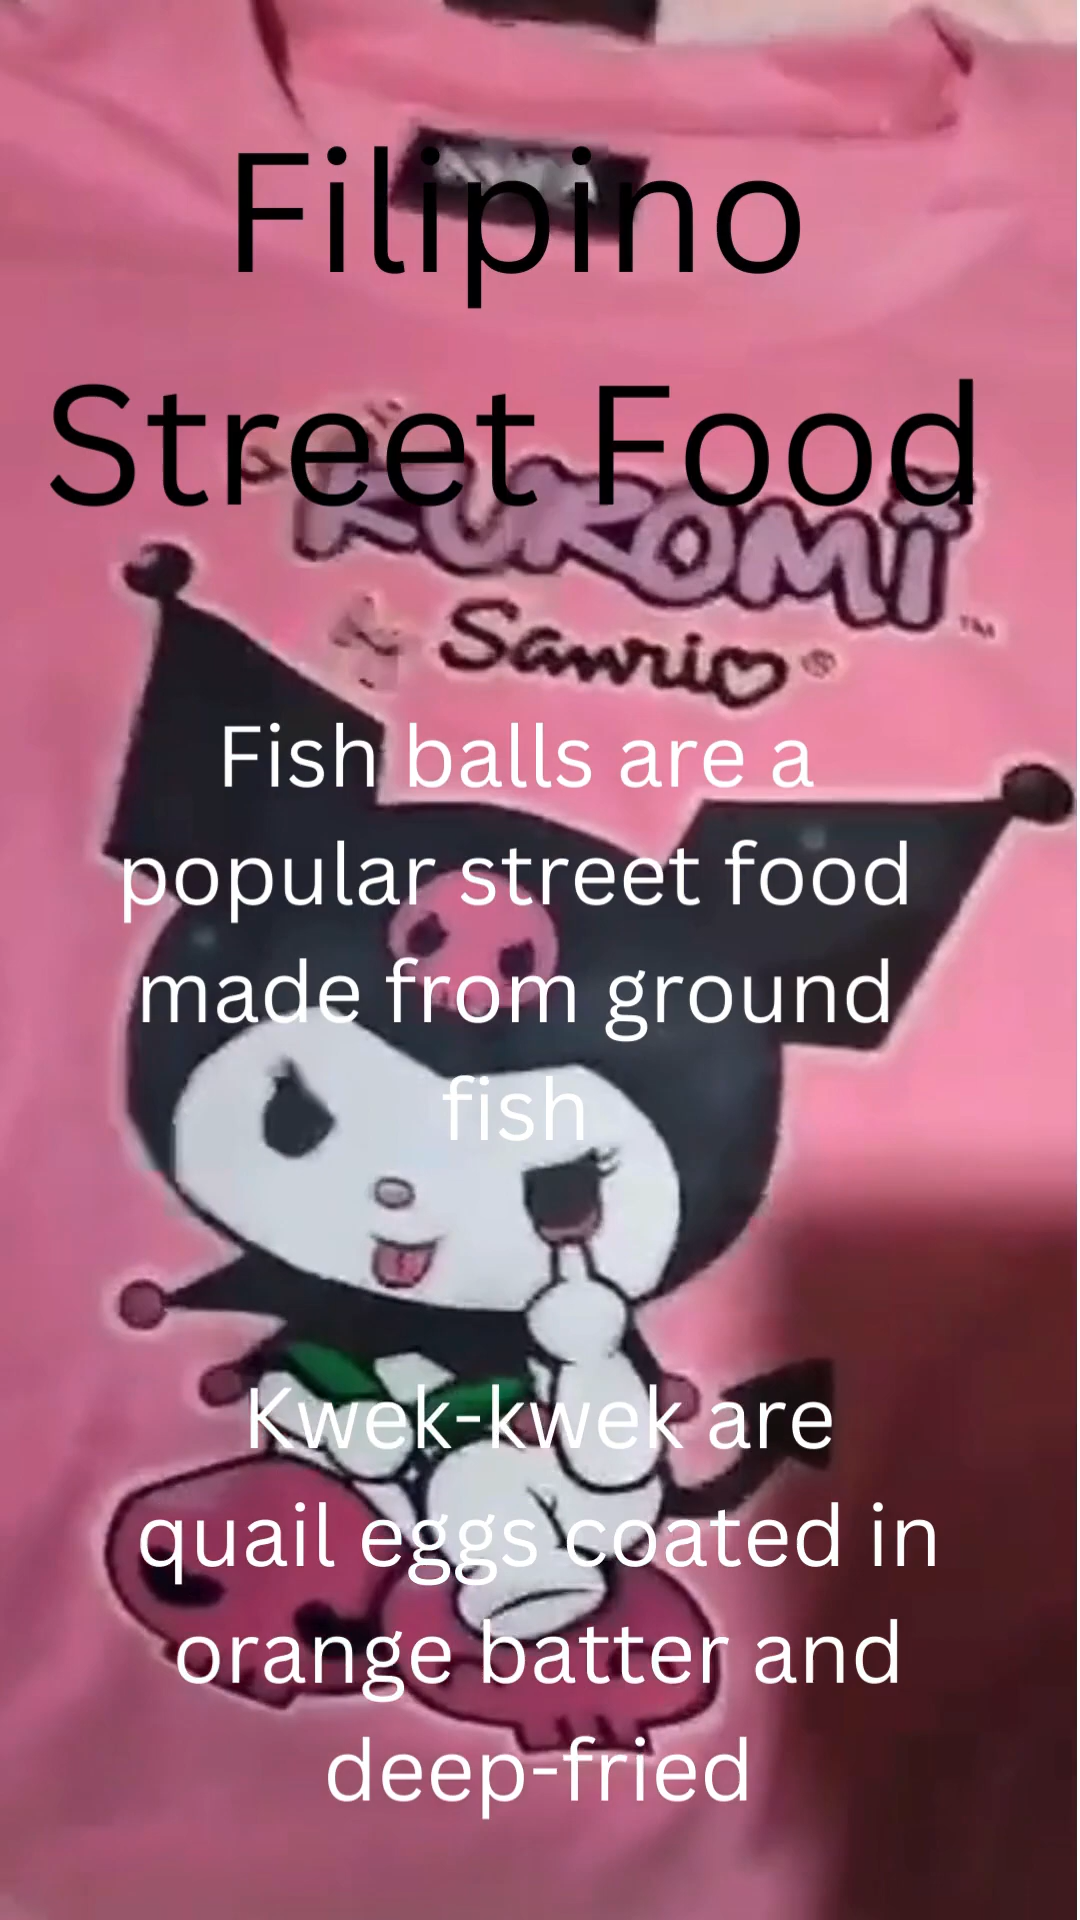 Filipino
Street Food
KUROMI
by Sanrio
Fish balls are a
popular street food
made from ground
fish
Kwek-kwek are
quail eggs coated in
orange batter and
deep-fried